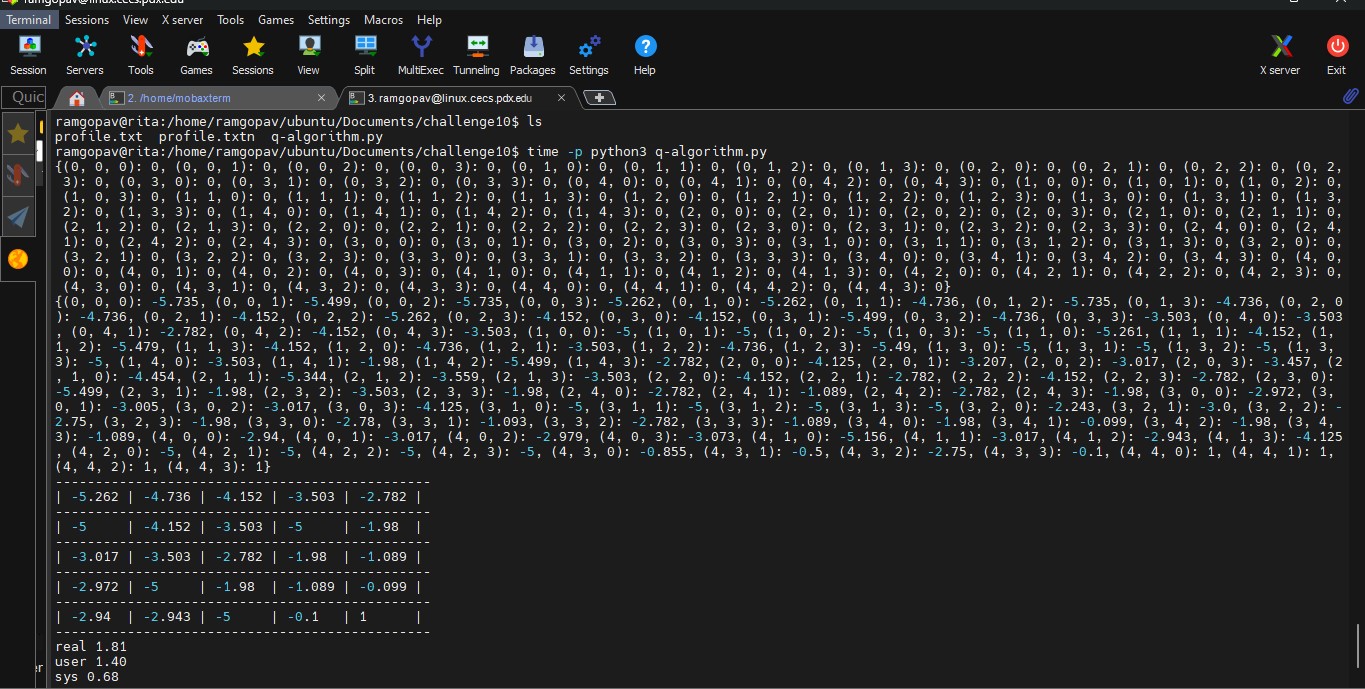 ramgopav@linux.cecs.pdx.edu
Terminal Sessions View X server Tools Games Settings Macros Help
Session Servers Tools Games Sessions View Split MultiExec Tunneling Packages Settings Help X server Exit
Quic 2. /home/mobaxterm 3. ramgopav@linux.cecs.pdx.edu
ramgopav@rita:/home/ramgopav/ubuntu/Documents/challenge10$ ls
profile.txt  profile.txtn  q-algorithm.py
ramgopav@rita:/home/ramgopav/ubuntu/Documents/challenge10$ time -p python3 q-algorithm.py
{(0, 0, 0): 0, (0, 0, 1): 0, (0, 0, 2): 0, (0, 0, 3): 0, (0, 1, 0): 0, (0, 1, 1): 0, (0, 1, 2): 0, (0, 1, 3): 0, (0, 2, 0): 0, (0, 2, 1): 0, (0, 2, 2): 0, (0, 2,
3): 0, (0, 3, 0): 0, (0, 3, 1): 0, (0, 3, 2): 0, (0, 3, 3): 0, (0, 4, 0): 0, (0, 4, 1): 0, (0, 4, 2): 0, (0, 4, 3): 0, (1, 0, 0): 0, (1, 0, 1): 0, (1, 0, 2): 0,
(1, 0, 3): 0, (1, 1, 0): 0, (1, 1, 1): 0, (1, 1, 2): 0, (1, 1, 3): 0, (1, 2, 0): 0, (1, 2, 1): 0, (1, 2, 2): 0, (1, 2, 3): 0, (1, 3, 0): 0, (1, 3, 1): 0, (1, 3,
2): 0, (1, 3, 3): 0, (1, 4, 0): 0, (1, 4, 1): 0, (1, 4, 2): 0, (1, 4, 3): 0, (2, 0, 0): 0, (2, 0, 1): 0, (2, 0, 2): 0, (2, 0, 3): 0, (2, 1, 0): 0, (2, 1, 1): 0,
(2, 1, 2): 0, (2, 1, 3): 0, (2, 2, 0): 0, (2, 2, 1): 0, (2, 2, 2): 0, (2, 2, 3): 0, (2, 3, 0): 0, (2, 3, 1): 0, (2, 3, 2): 0, (2, 3, 3): 0, (2, 4, 0): 0, (2, 4,
1): 0, (2, 4, 2): 0, (2, 4, 3): 0, (3, 0, 0): 0, (3, 0, 1): 0, (3, 0, 2): 0, (3, 0, 3): 0, (3, 1, 0): 0, (3, 1, 1): 0, (3, 1, 2): 0, (3, 1, 3): 0, (3, 2, 0): 0,
(3, 2, 1): 0, (3, 2, 2): 0, (3, 2, 3): 0, (3, 3, 0): 0, (3, 3, 1): 0, (3, 3, 2): 0, (3, 3, 3): 0, (3, 4, 0): 0, (3, 4, 1): 0, (3, 4, 2): 0, (3, 4, 3): 0, (4, 0,
0): 0, (4, 0, 1): 0, (4, 0, 2): 0, (4, 0, 3): 0, (4, 1, 0): 0, (4, 1, 1): 0, (4, 1, 2): 0, (4, 1, 3): 0, (4, 2, 0): 0, (4, 2, 1): 0, (4, 2, 2): 0, (4, 2, 3): 0,
(4, 3, 0): 0, (4, 3, 1): 0, (4, 3, 2): 0, (4, 3, 3): 0, (4, 4, 0): 0, (4, 4, 1): 0, (4, 4, 2): 0, (4, 4, 3): 0}
{(0, 0, 0): -5.735, (0, 0, 1): -5.499, (0, 0, 2): -5.735, (0, 0, 3): -5.262, (0, 1, 0): -5.262, (0, 1, 1): -4.736, (0, 1, 2): -5.735, (0, 1, 3): -4.736, (0, 2, 0
): -4.736, (0, 2, 1): -4.152, (0, 2, 2): -5.262, (0, 2, 3): -4.152, (0, 3, 0): -4.152, (0, 3, 1): -5.499, (0, 3, 2): -4.736, (0, 3, 3): -3.503, (0, 4, 0): -3.503
, (0, 4, 1): -2.782, (0, 4, 2): -4.152, (0, 4, 3): -3.503, (1, 0, 0): -5, (1, 0, 1): -5, (1, 0, 2): -5, (1, 0, 3): -5, (1, 1, 0): -5.261, (1, 1, 1): -4.152, (1,
1, 2): -5.479, (1, 1, 3): -4.152, (1, 2, 0): -4.736, (1, 2, 1): -3.503, (1, 2, 2): -4.736, (1, 2, 3): -5.49, (1, 3, 0): -5, (1, 3, 1): -5, (1, 3, 2): -5, (1, 3,
3): -5, (1, 4, 0): -3.503, (1, 4, 1): -1.98, (1, 4, 2): -5.499, (1, 4, 3): -2.782, (2, 0, 0): -4.125, (2, 0, 1): -3.207, (2, 0, 2): -3.017, (2, 0, 3): -3.457, (2
, 1, 0): -4.454, (2, 1, 1): -5.344, (2, 1, 2): -3.559, (2, 1, 3): -3.503, (2, 2, 0): -4.152, (2, 2, 1): -2.782, (2, 2, 2): -4.152, (2, 2, 3): -2.782, (2, 3, 0):
-5.499, (2, 3, 1): -1.98, (2, 3, 2): -3.503, (2, 3, 3): -1.98, (2, 4, 0): -2.782, (2, 4, 1): -1.089, (2, 4, 2): -2.782, (2, 4, 3): -1.98, (3, 0, 0): -2.972, (3,
0, 1): -3.005, (3, 0, 2): -3.017, (3, 0, 3): -4.125, (3, 1, 0): -5, (3, 1, 1): -5, (3, 1, 2): -5, (3, 1, 3): -5, (3, 2, 0): -2.243, (3, 2, 1): -3.0, (3, 2, 2): -
2.75, (3, 2, 3): -1.98, (3, 3, 0): -2.78, (3, 3, 1): -1.093, (3, 3, 2): -2.782, (3, 3, 3): -1.089, (3, 4, 0): -1.98, (3, 4, 1): -0.099, (3, 4, 2): -1.98, (3, 4,
3): -1.089, (4, 0, 0): -2.94, (4, 0, 1): -3.017, (4, 0, 2): -2.979, (4, 0, 3): -3.073, (4, 1, 0): -5.156, (4, 1, 1): -3.017, (4, 1, 2): -2.943, (4, 1, 3): -4.125
, (4, 2, 0): -5, (4, 2, 1): -5, (4, 2, 2): -5, (4, 2, 3): -5, (4, 3, 0): -0.855, (4, 3, 1): -0.5, (4, 3, 2): -2.75, (4, 3, 3): -0.1, (4, 4, 0): 1, (4, 4, 1): 1,
(4, 4, 2): 1, (4, 4, 3): 1}
----------------------------------------------
| -5.262 | -4.736 | -4.152 | -3.503 | -2.782 |
----------------------------------------------
| -5     | -4.152 | -3.503 | -5     | -1.98  |
----------------------------------------------
| -3.017 | -3.503 | -2.782 | -1.98  | -1.089 |
----------------------------------------------
| -2.972 | -5     | -1.98  | -1.089 | -0.099 |
----------------------------------------------
| -2.94  | -2.943 | -5     | -0.1   | 1      |
----------------------------------------------
real 1.81
user 1.40
er
sys 0.68